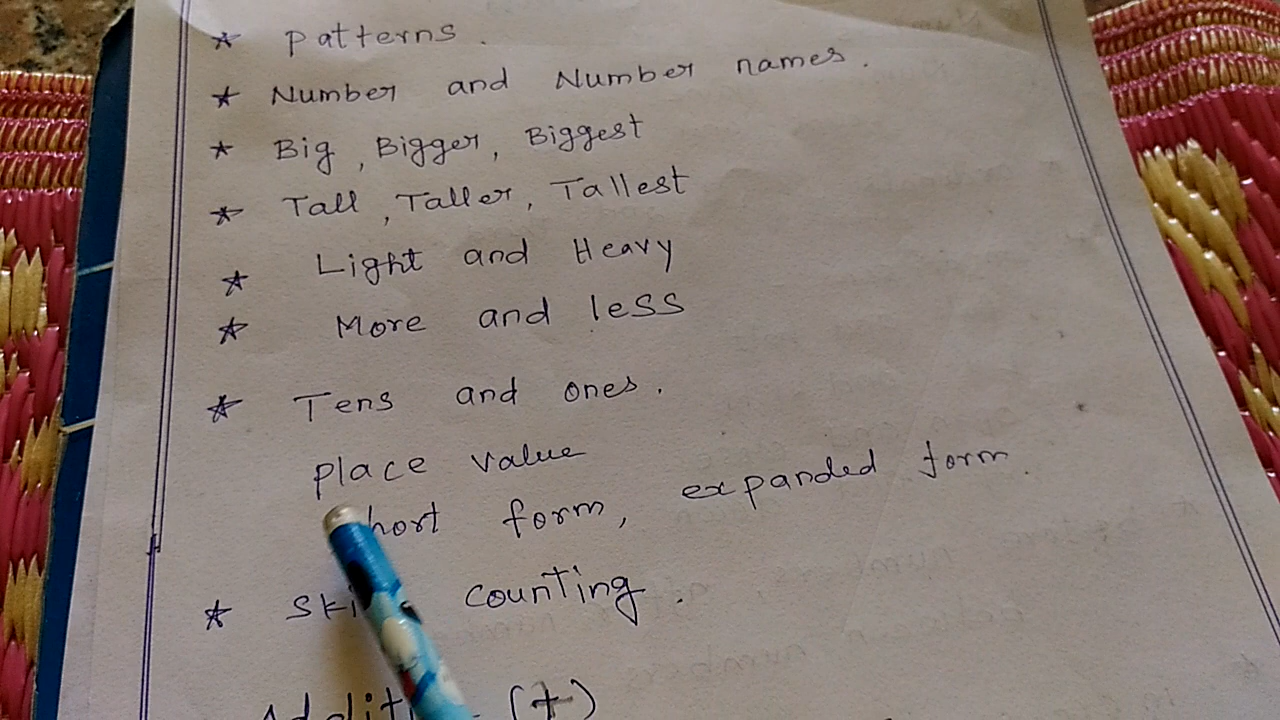 * Patterns.
* Number and Number names.
* Big, Bigger, Biggest
* Tall, Taller, Tallest
* Light and Heavy
* More and less
* Tens and ones.
place value
hort form, expanded form.
* Ski counting.
(+)